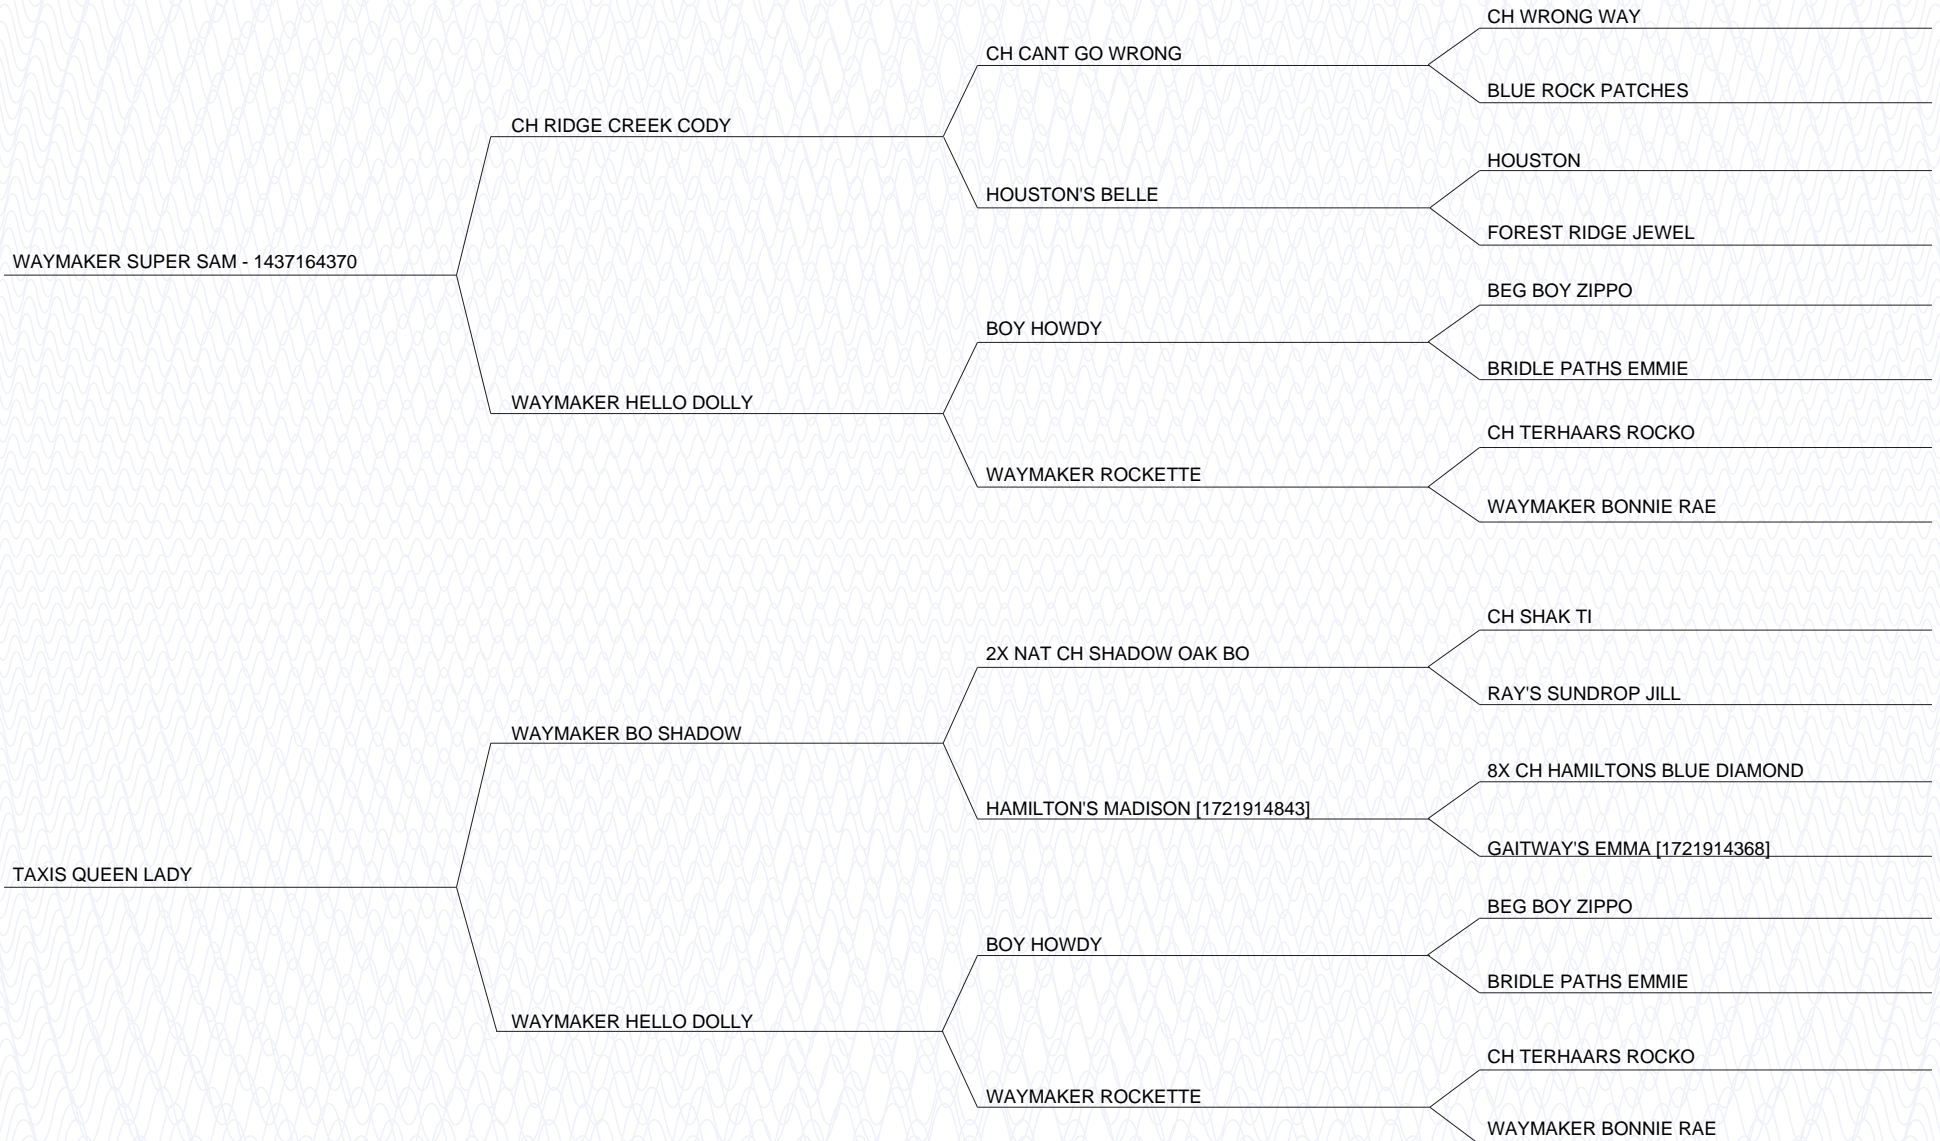 CH WRONG WAY
CH CANT GO WRONG
BLUE ROCK PATCHES
CH RIDGE CREEK CODY
HOUSTON
HOUSTON'S BELLE
FOREST RIDGE JEWEL
WAYMAKER SUPER SAM - 1437164370
BEG BOY ZIPPO
BOY HOWDY
BRIDLE PATHS EMMIE
WAYMAKER HELLO DOLLY
CH TERHAARS ROCKO
WAYMAKER ROCKETTE
WAYMAKER BONNIE RAE
CH SHAK TI
2X NAT CH SHADOW OAK BO
RAY'S SUNDROP JILL
WAYMAKER BO SHADOW
8X CH HAMILTONS BLUE DIAMOND
HAMILTON'S MADISON [1721914843]
GAITWAY'S EMMA [1721914368]
TAXIS QUEEN LADY
BEG BOY ZIPPO
BOY HOWDY
BRIDLE PATHS EMMIE
WAYMAKER HELLO DOLLY
CH TERHAARS ROCKO
WAYMAKER ROCKETTE
WAYMAKER BONNIE RAE